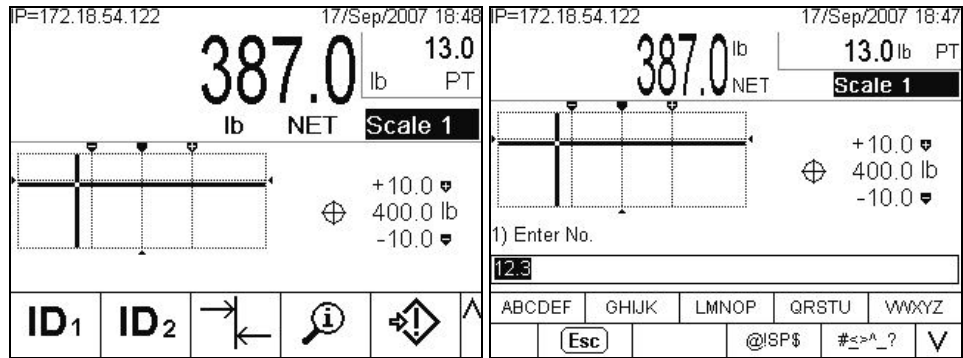 IP=172.18.54.122 17/Sep/2007 18:48
387.0 13.0
lb PT
lb NET Scale 1
+10.0
400.0 lb
-10.0
ID1 ID2
IP=172.18.54.122 17/Sep/2007 18:47
387.0 lb NET 13.0 lb PT
Scale 1
+10.0
400.0 lb
-10.0
1) Enter No.
12.3
ABCDEF GHIJK LMNOP QRSTU VWXYZ
Esc @!SP$ #<>^_?